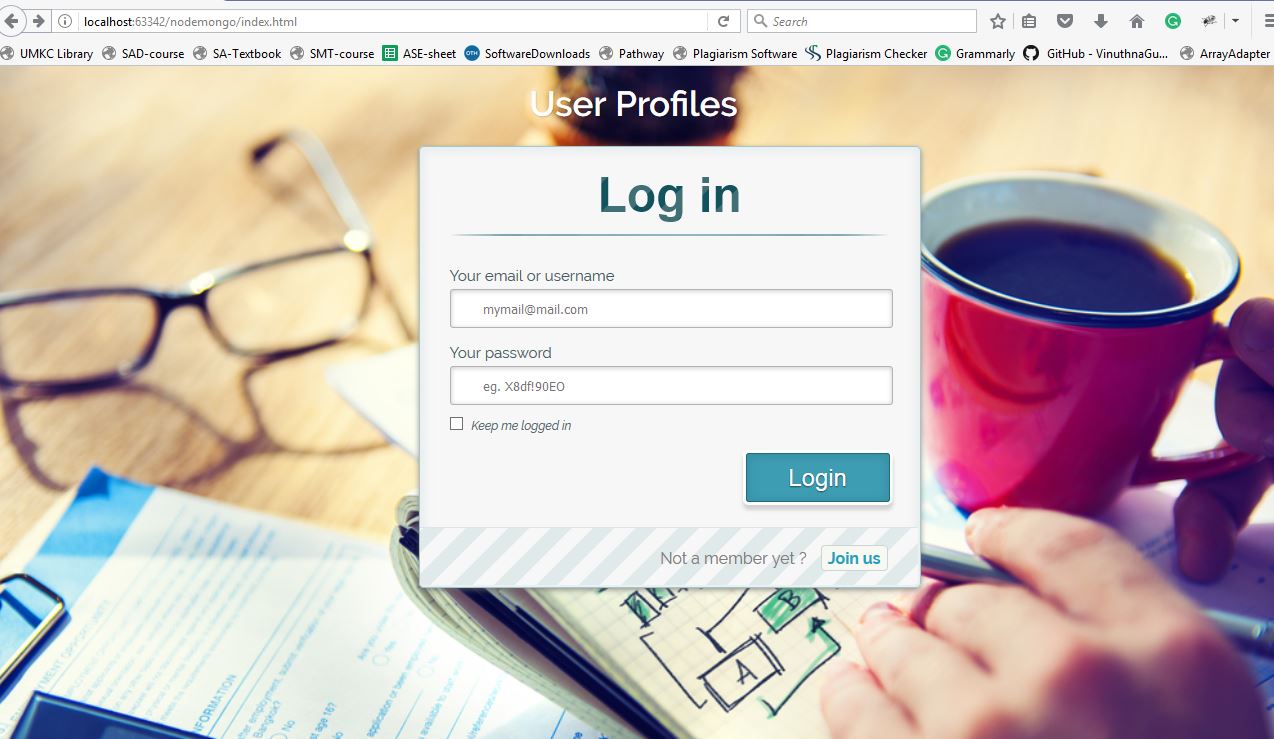 localhost:63342/nodemongo/index.html
Search
UMKC Library SAD-course SA-Textbook SMT-course ASE-sheet SoftwareDownloads Pathway Plagiarism Software Plagiarism Checker Grammarly GitHub - VinuthnaGu... ArrayAdapter
User Profiles
Log in
Your email or username
mymail@mail.com
Your password
eg. X8df!90EO
Keep me logged in
Login
Not a member yet ? Join us
B
A